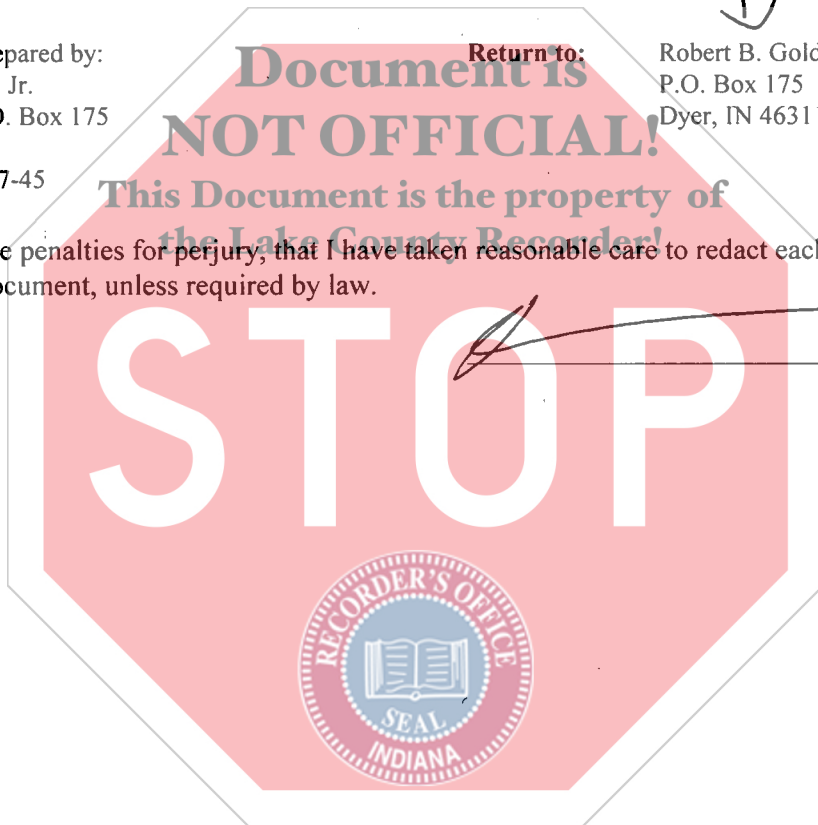 epared by:
Return to:
Robert B. Gold
Jr.
P.O. Box 175
). Box 175
Dyer, IN 4631
7-45
Document is
NOT OFFICIAL!
This Document is the property of
the Lake County Recorder!
e penalties for perjury, that I have taken reasonable care to redact each
ocument, unless required by law.
STOP
RECORDER'S OFFICE
SEAL
INDIANA